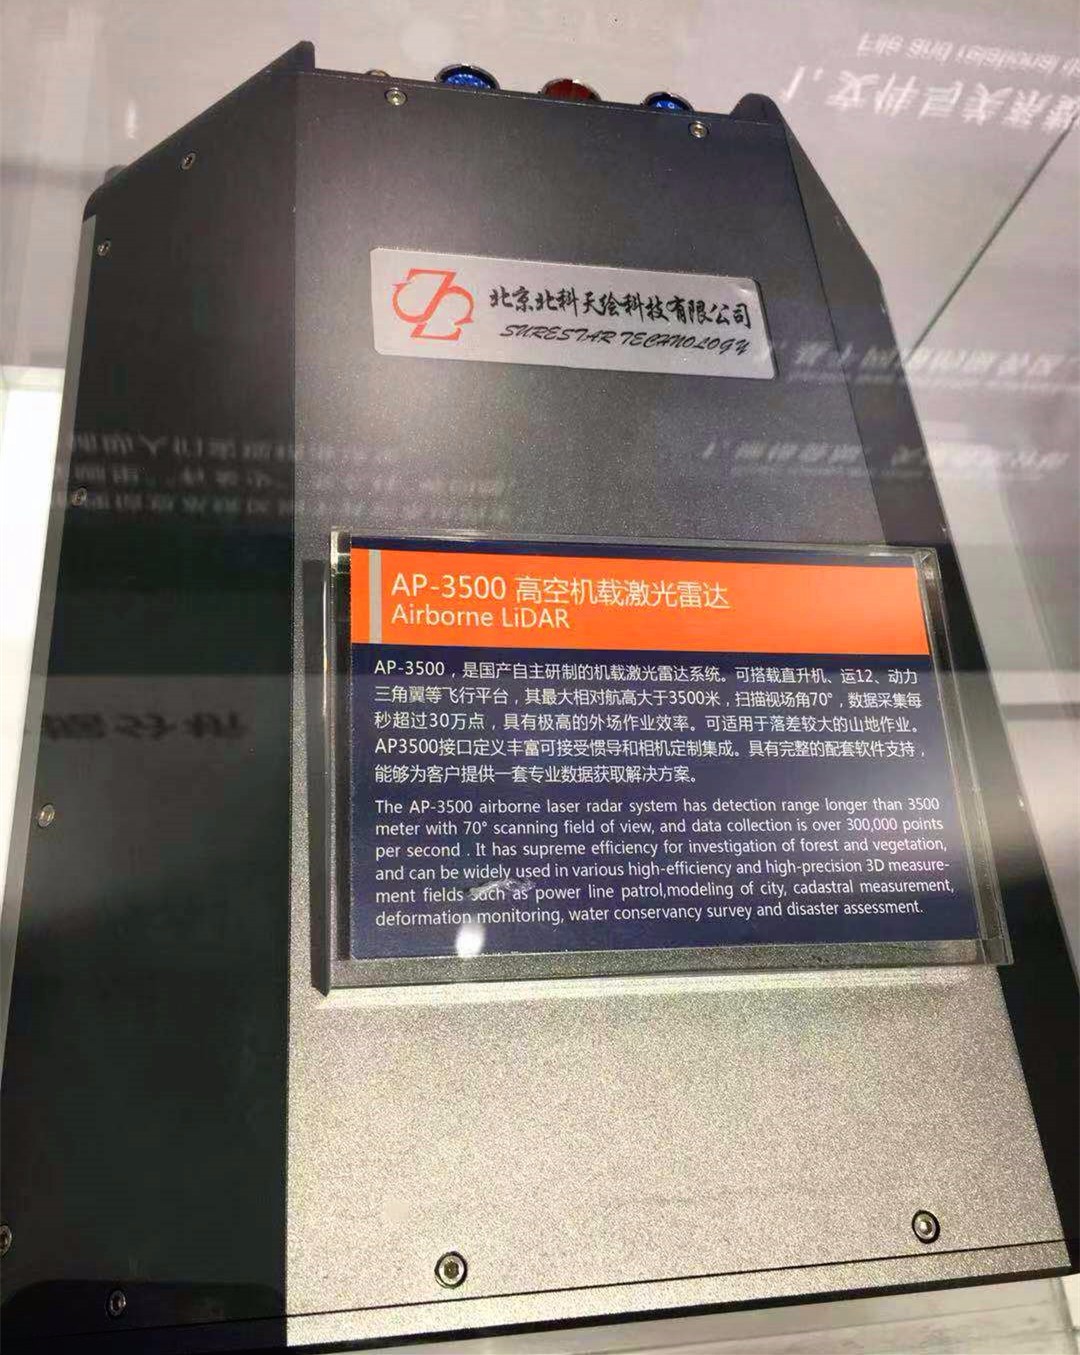 北京北科天绘科技有限公司
SURESTAR TECHNOLOGY
AP-3500 高空机载激光雷达
Airborne LiDAR
AP-3500，是国产自主研制的机载激光雷达系统。可搭载直升机、运12、动力
三角翼等飞行平台，其最大相对航高大于3500米，扫描视场角70°，数据采集每
秒超过30万点，具有极高的外场作业效率。可适用于落差较大的山地作业。
AP3500接口定义丰富可接受惯导和相机定制集成。具有完整的配套软件支持，
能够为客户提供一套专业数据获取解决方案。
The AP-3500 airborne laser radar system has detection range longer than 3500
meter with 70° scanning field of view, and data collection is over 300,000 points
per second . It has supreme efficiency for investigation of forest and vegetation,
and can be widely used in various high-efficiency and high-precision 3D measure-
ment fields such as power line patrol,modeling of city, cadastral measurement,
deformation monitoring, water conservancy survey and disaster assessment.